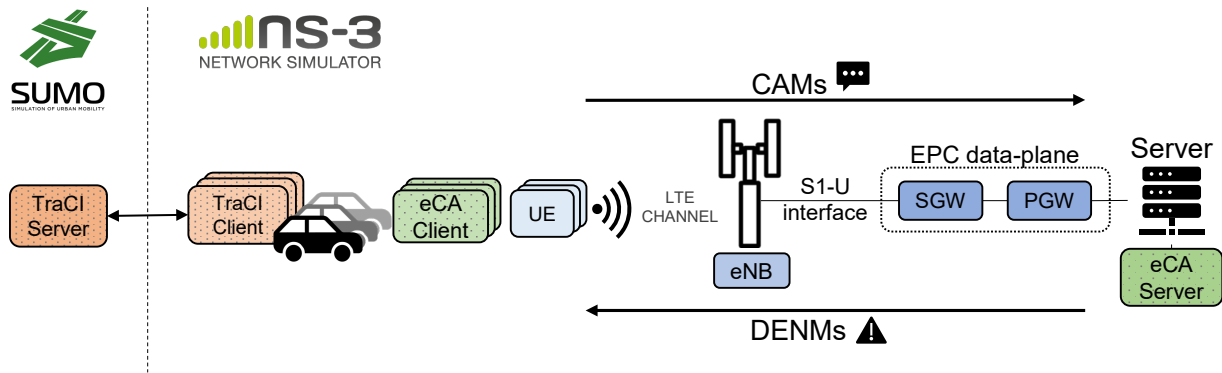 SUMO
SIMULATION OF URBAN MOBILITY
ns-3
NETWORK SIMULATOR
CAMs
TraCI
Server
TraCI
Client
eCA
Client
UE
LTE
CHANNEL
eNB
S1-U
interface
EPC data-plane
SGW
PGW
Server
eCA
Server
DENMs